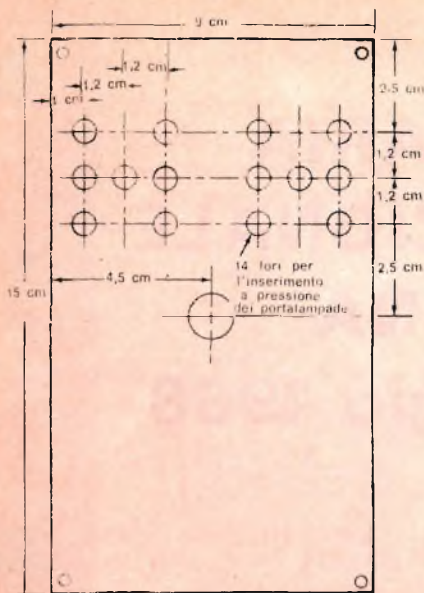 9 cm
1,2 cm
1,2 cm
1 cm
2,5 cm
1,2 cm
1,2 cm
2,5 cm
4,5 cm
15 cm
14 fori per
l'inserimento
a pressione
dei portalampade